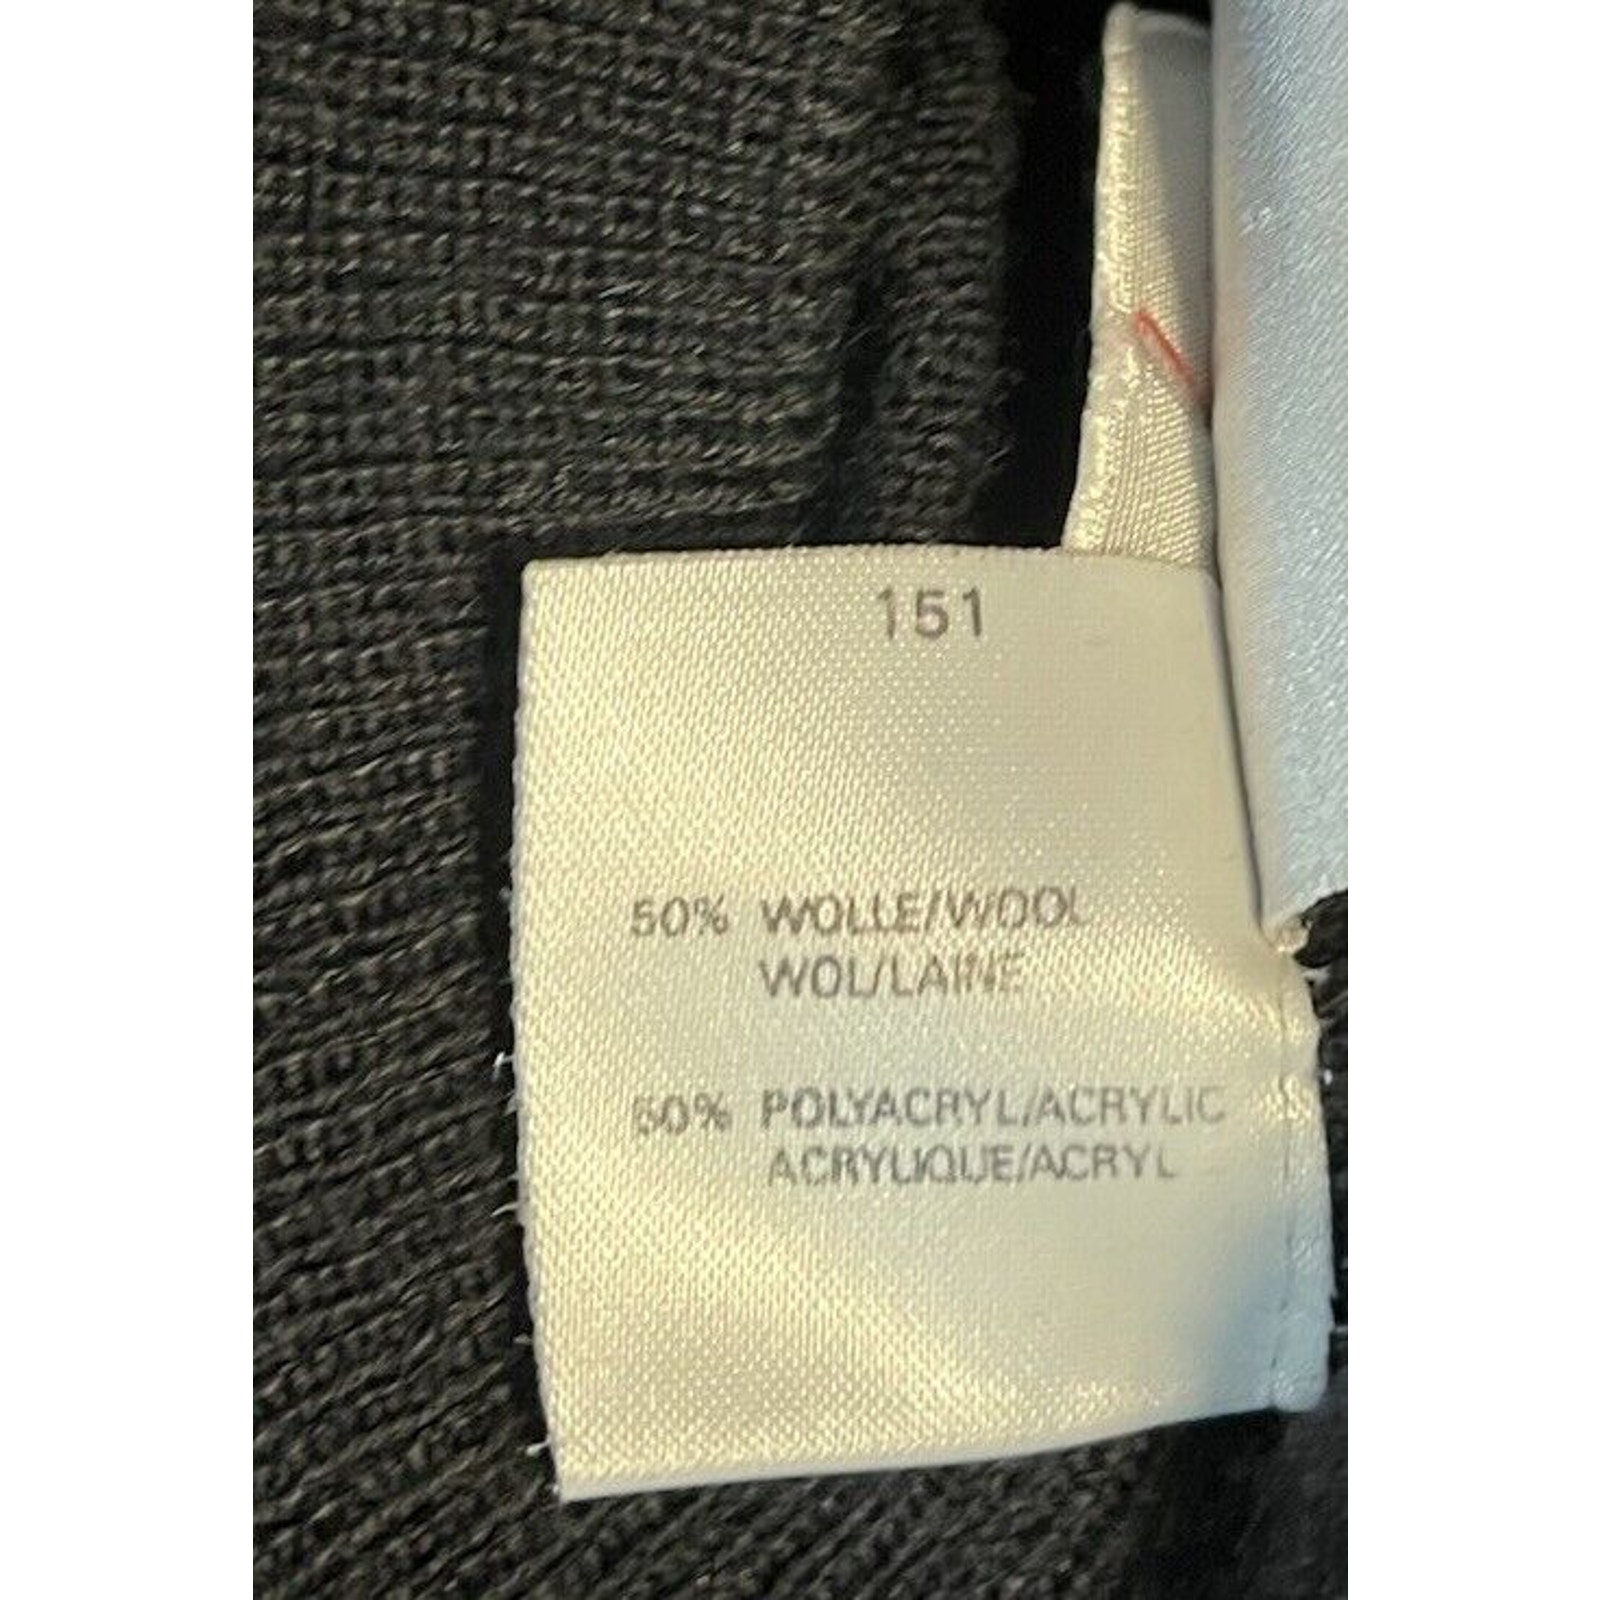 151
50% WOLLE/WOOL
WOL/LAINE
50% POLYACRYL/ACRYLIC
ACRYLIQUE/ACRYL